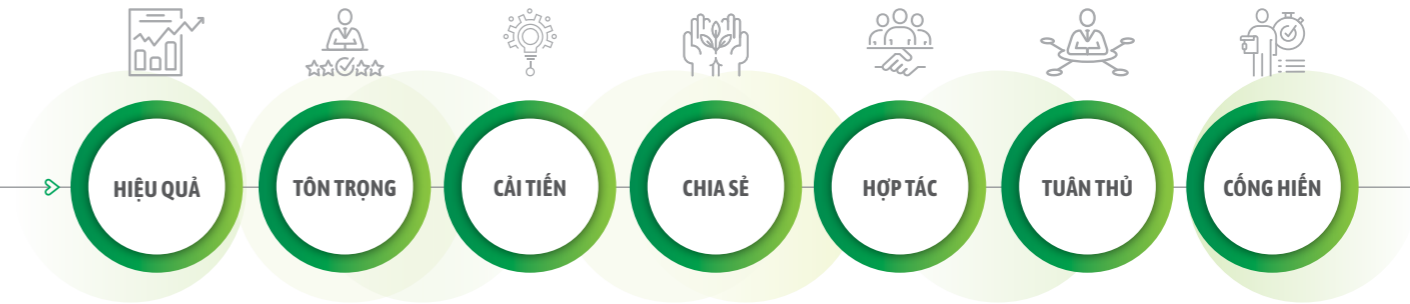 HIỆU QUẢ
TÔN TRỌNG
CẢI TIẾN
CHIA SẺ
HỢP TÁC
TUÂN THỦ
CỐNG HIẾN